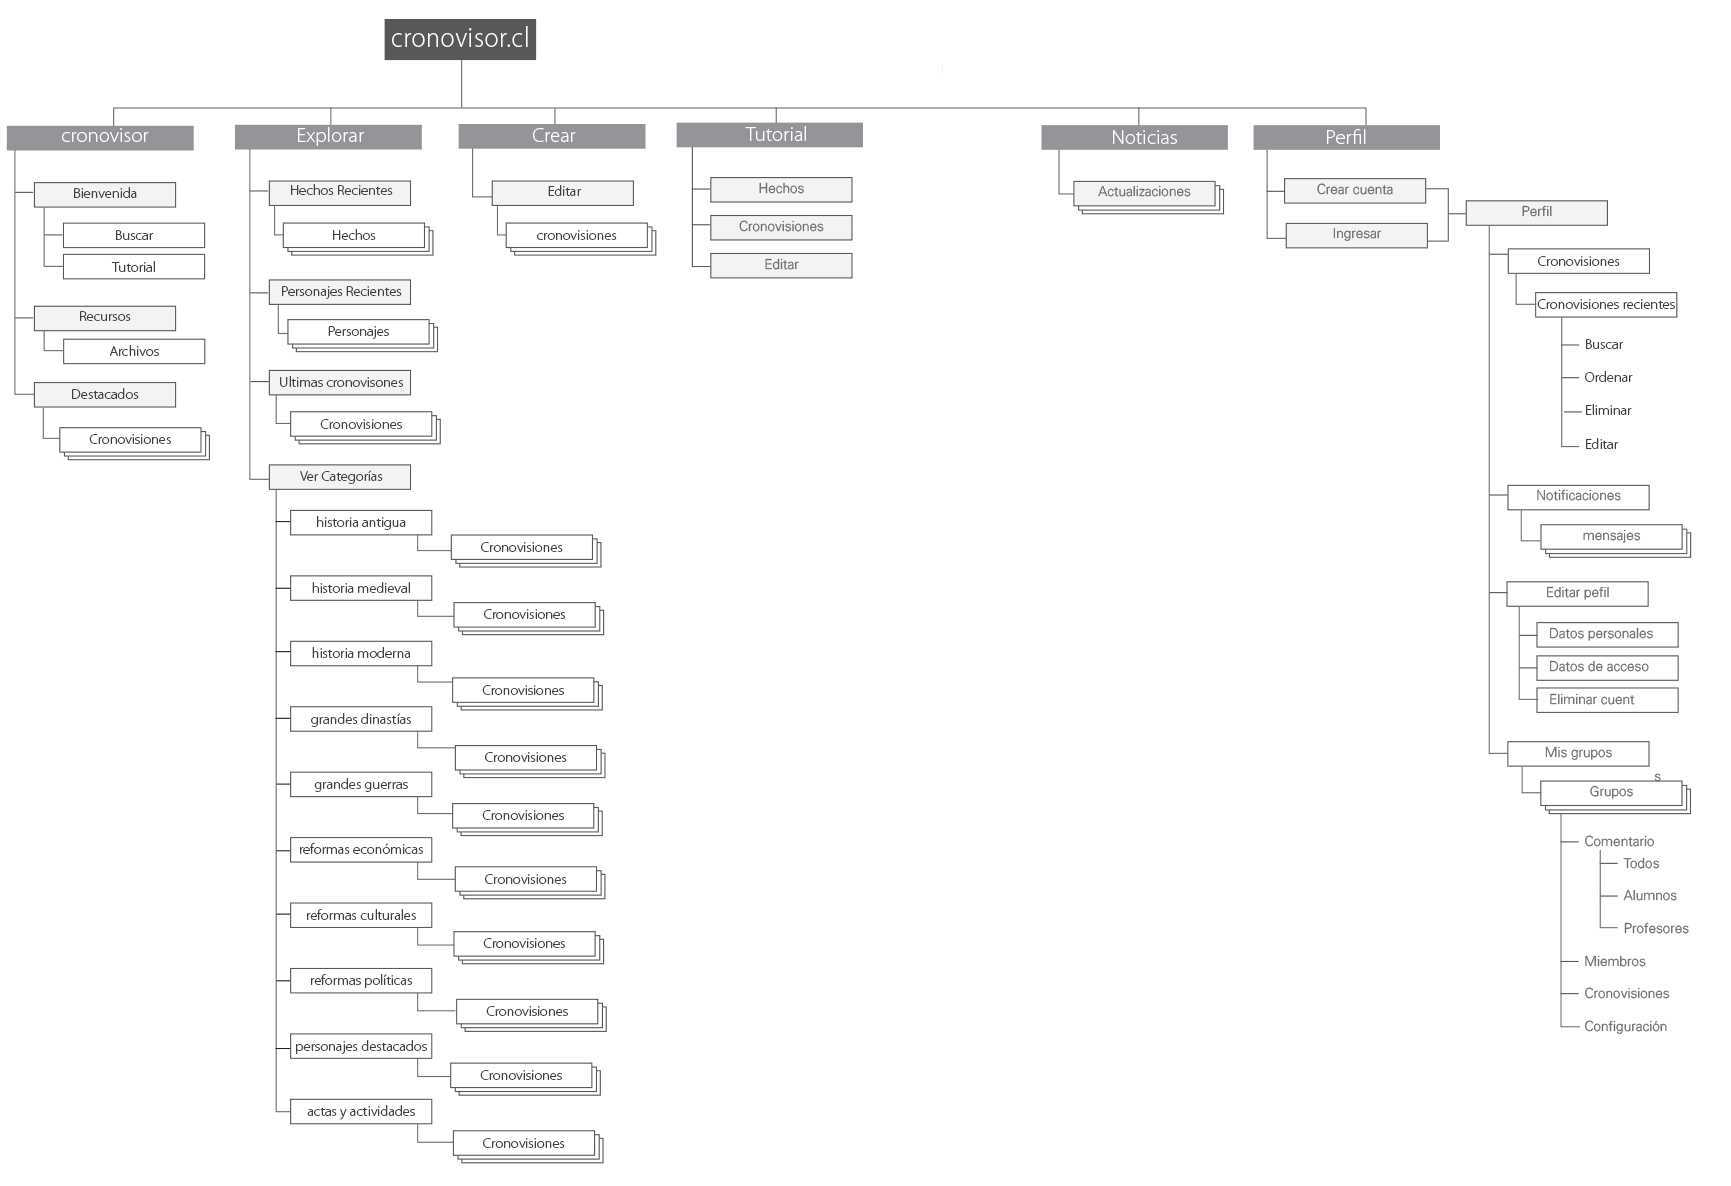 cronovisor.cl
cronovisor
Bienvenida
Buscar
Tutorial
Recursos
Archivos
Destacados
Cronovisiones
Explorar
Hechos Recientes
Hechos
Personajes Recientes
Personajes
Ultimas cronovisones
Cronovisiones
Ver Categorías
historia antigua
Cronovisiones
historia medieval
Cronovisiones
historia moderna
Cronovisiones
grandes dinastías
Cronovisiones
grandes guerras
Cronovisiones
reformas económicas
Cronovisiones
reformas culturales
Cronovisiones
reformas políticas
Cronovisiones
personajes destacados
Cronovisiones
actas y actividades
Cronovisiones
Crear
Editar
cronovisiones
Tutorial
Hechos
Cronovisiones
Editar
Noticias
Actualizaciones
Perfil
Crear cuenta
Ingresar
Perfil
Cronovisiones
Cronovisiones recientes
Buscar
Ordenar
Eliminar
Editar
Notificaciones
mensajes
Editar pefil
Datos personales
Datos de acceso
Eliminar cuent
Mis grupos
s
Grupos
Comentario
Todos
Alumnos
Profesores
Miembros
Cronovisiones
Configuración